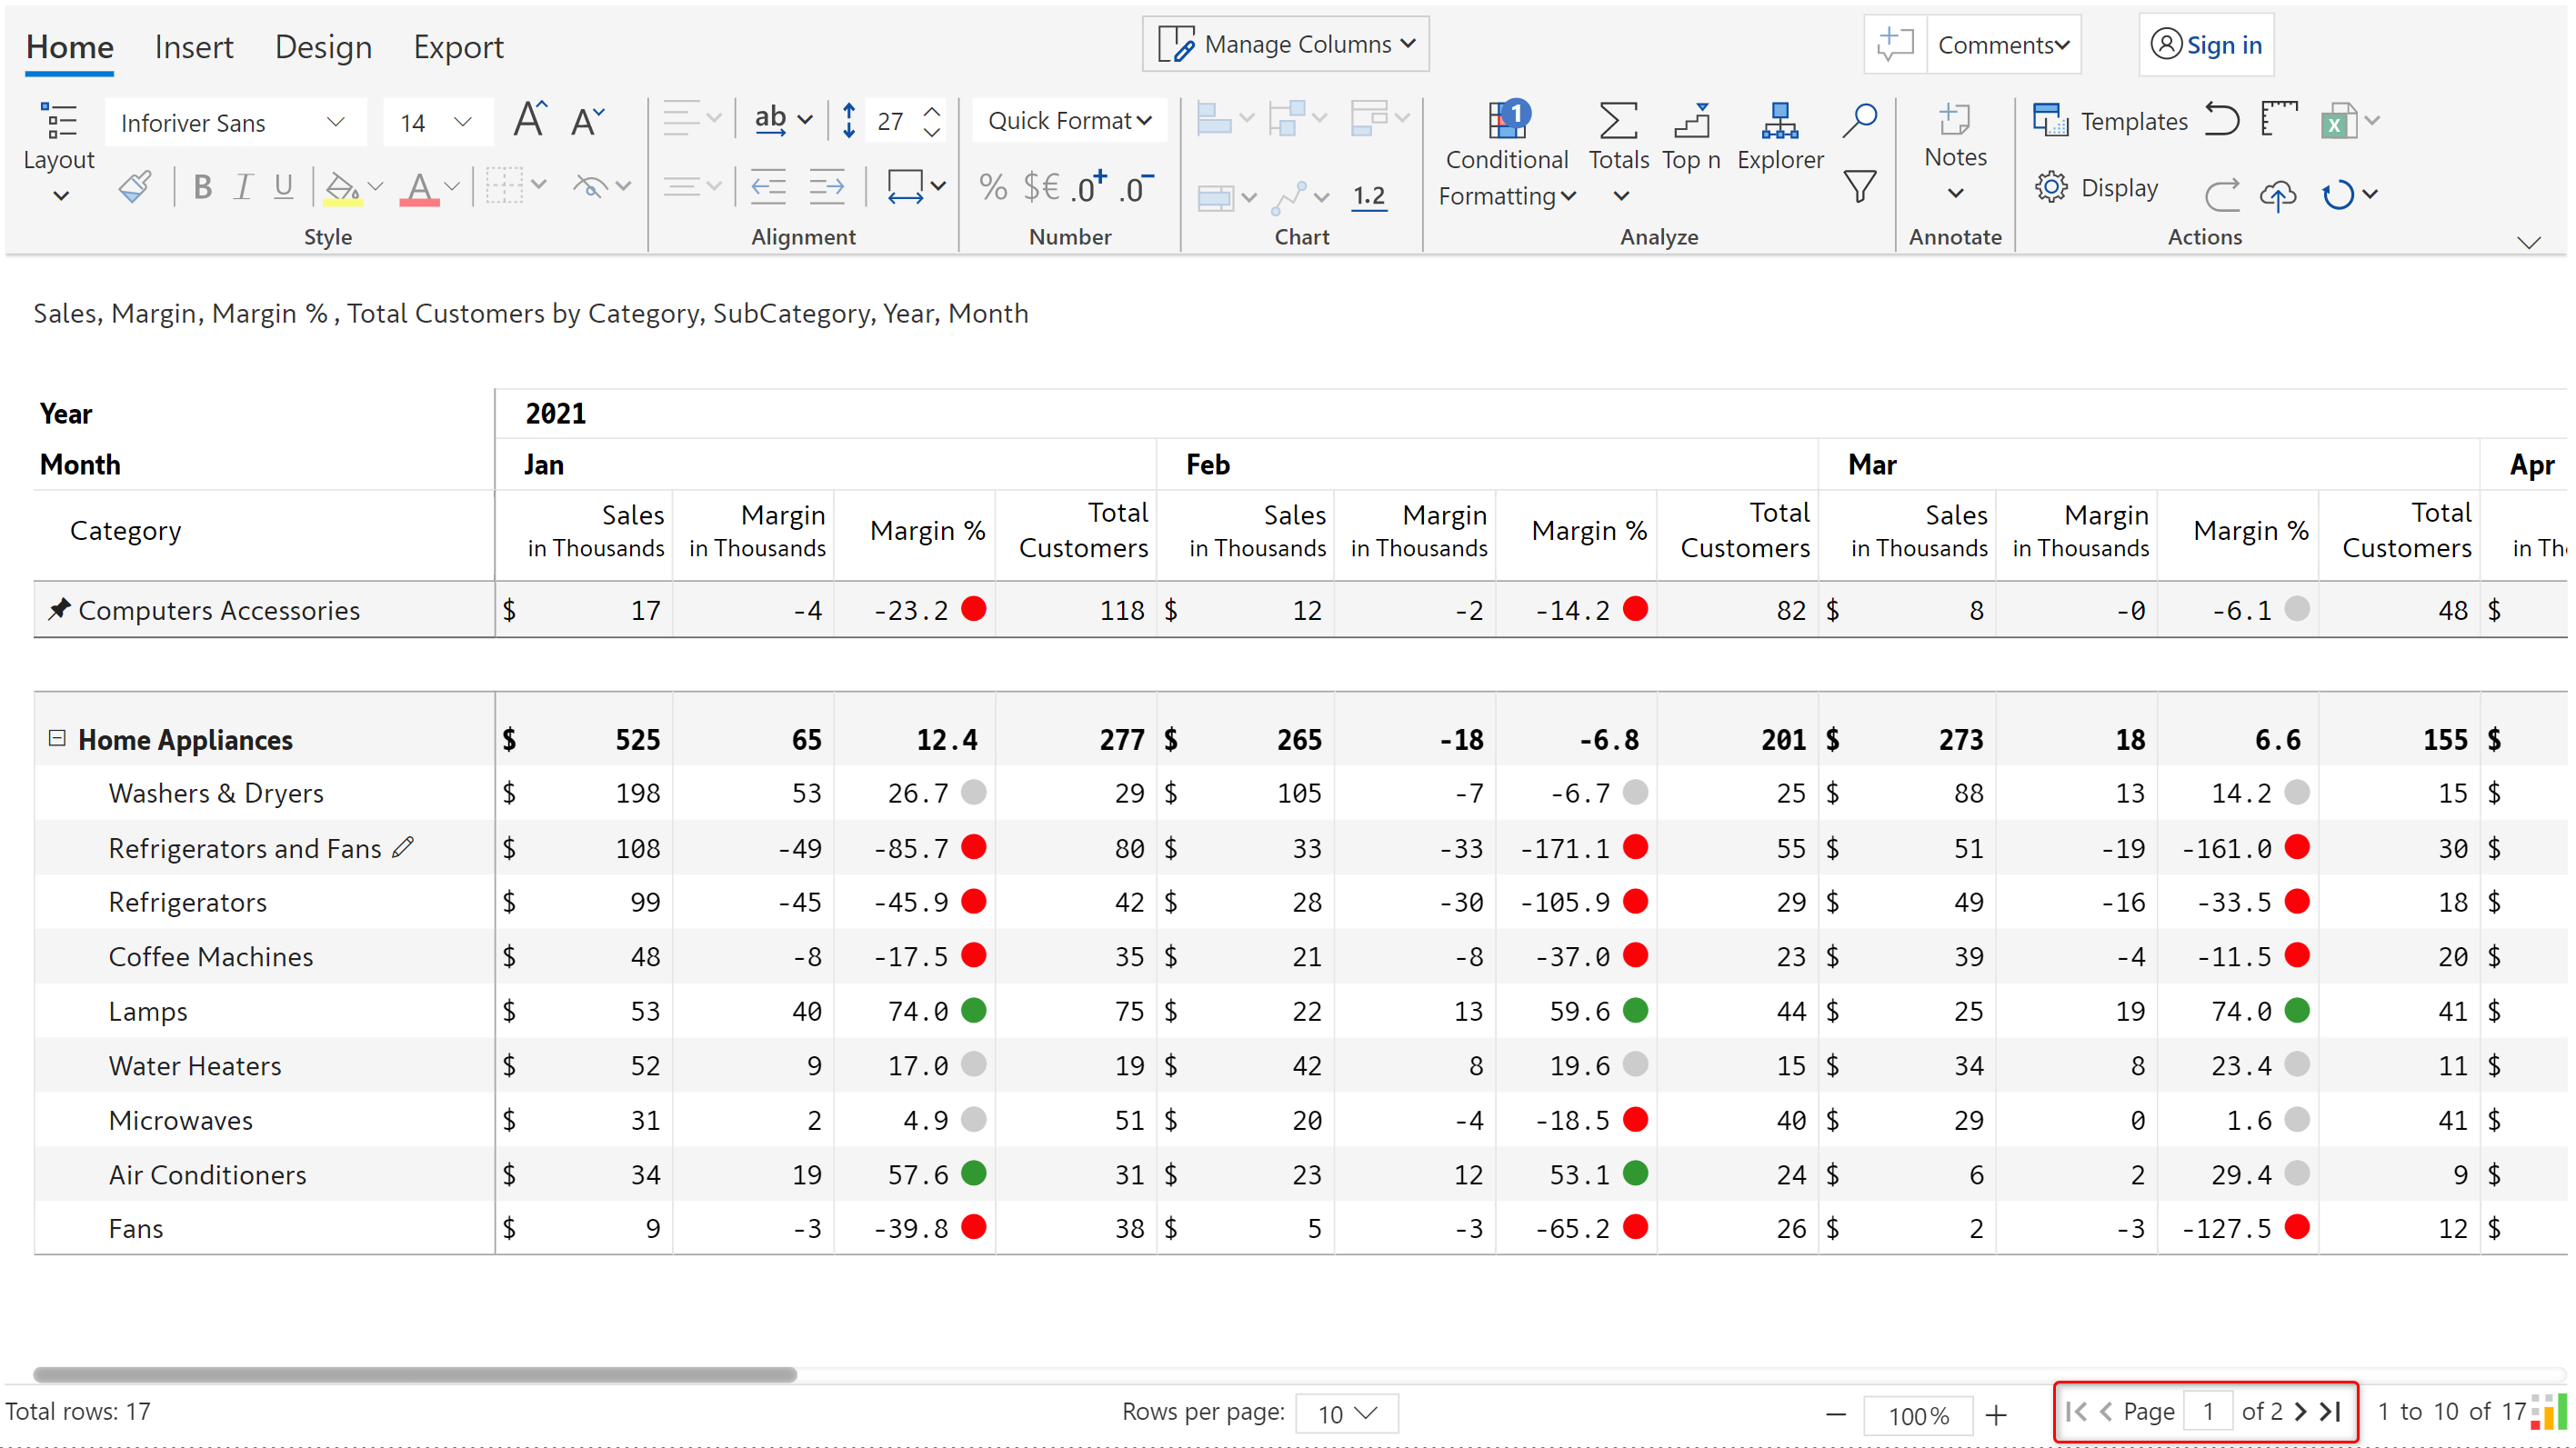 Home Insert Design Export Manage Columns Comments Sign in
Inforiver Sans 14 A A ab 27 Quick Format 1 Templates X
Layout Conditional Totals Top n Explorer Notes
B I U A % $€ .0+ .0- 1.2 Formatting Display
Style Alignment Number Chart Analyze Annotate Actions
Sales, Margin, Margin % , Total Customers by Category, SubCategory, Year, Month
Year 2021
Month Jan Feb Mar Apr
Category Sales in Thousands Margin in Thousands Margin % Total Customers Sales in Thousands Margin in Thousands Margin % Total Customers Sales in Thousands Margin in Thousands Margin % Total Customers in Th
Computers Accessories $ 17 -4 -23.2 118 $ 12 -2 -14.2 82 $ 8 -0 -6.1 48 $
Home Appliances $ 525 65 12.4 277 $ 265 -18 -6.8 201 $ 273 18 6.6 155 $
Washers & Dryers $ 198 53 26.7 29 $ 105 -7 -6.7 25 $ 88 13 14.2 15 $
Refrigerators and Fans $ 108 -49 -85.7 80 $ 33 -33 -171.1 55 $ 51 -19 -161.0 30 $
Refrigerators $ 99 -45 -45.9 42 $ 28 -30 -105.9 29 $ 49 -16 -33.5 18 $
Coffee Machines $ 48 -8 -17.5 35 $ 21 -8 -37.0 23 $ 39 -4 -11.5 20 $
Lamps $ 53 40 74.0 75 $ 22 13 59.6 44 $ 25 19 74.0 41 $
Water Heaters $ 52 9 17.0 19 $ 42 8 19.6 15 $ 34 8 23.4 11 $
Microwaves $ 31 2 4.9 51 $ 20 -4 -18.5 40 $ 29 0 1.6 41 $
Air Conditioners $ 34 19 57.6 31 $ 23 12 53.1 24 $ 6 2 29.4 9 $
Fans $ 9 -3 -39.8 38 $ 5 -3 -65.2 26 $ 2 -3 -127.5 12 $
Total rows: 17 Rows per page: 10 100% Page 1 of 2 1 to 10 of 17